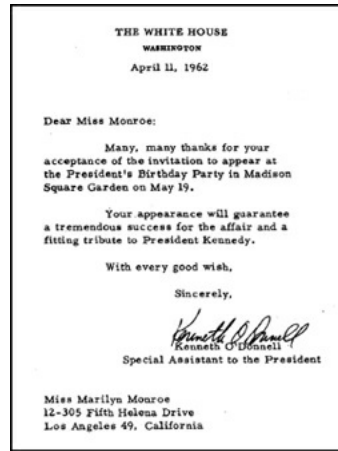 THE WHITE HOUSE
WASHINGTON
April 11, 1962
Dear Miss Monroe:
Many, many thanks for your
acceptance of the invitation to appear at
the President's Birthday Party in Madison
Square Garden on May 19.
Your appearance will guarantee
a tremendous success for the affair and a
fitting tribute to President Kennedy.
With every good wish,
Sincerely,
Kenneth O'Donnell
Kenneth O'Donnell
Special Assistant to the President
Miss Marilyn Monroe
12-305 Fifth Helena Drive
Los Angeles 49, California